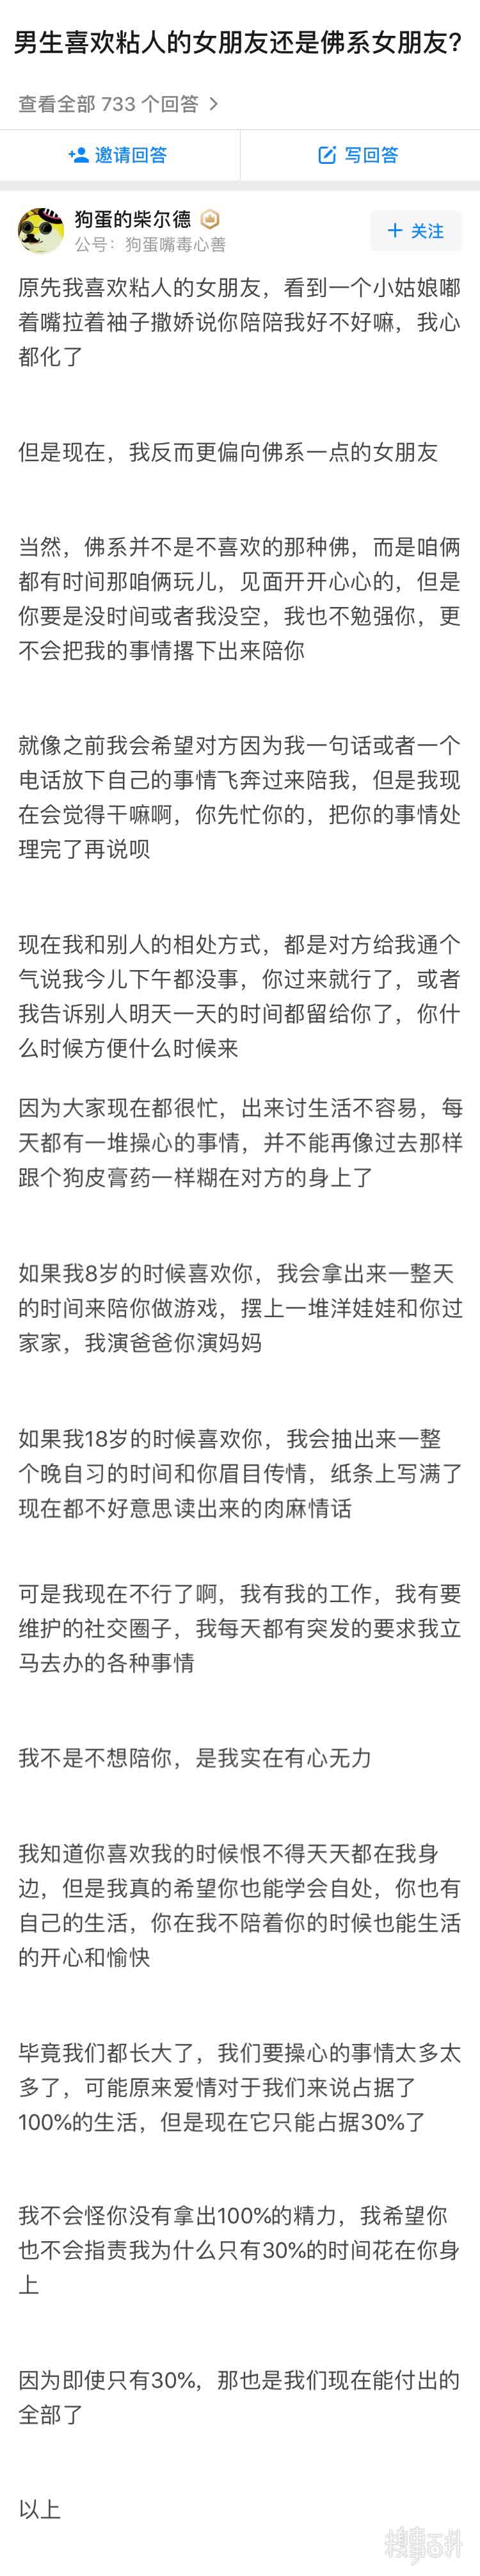 男生喜欢粘人的女朋友还是佛系女朋友?
查看全部 733 个回答 >
邀请回答
写回答
狗蛋的柴尔德
公号：狗蛋嘴毒心善
+ 关注
原先我喜欢粘人的女朋友，看到一个小姑娘嘟
着嘴拉着袖子撒娇说你陪陪我好不好嘛，我心
都化了
但是现在，我反而更偏向佛系一点的女朋友
当然，佛系并不是不喜欢的那种佛，而是咱俩
都有时间那咱俩玩儿，见面开开心心的，但是
你要是没时间或者我没空，我也不勉强你，更
不会把我的事情撂下出来陪你
就像之前我会希望对方因为我一句话或者一个
电话放下自己的事情飞奔过来陪我，但是我现
在会觉得干嘛啊，你先忙你的，把你的事情处
理完了再说呗
现在我和别人的相处方式，都是对方给我通个
气说我今儿下午都没事，你过来就行了，或者
我告诉别人明天一天的时间都留给你了，你什
么时候方便什么时候来
因为大家现在都很忙，出来讨生活不容易，每
天都有一堆操心的事情，并不能再像过去那样
跟个狗皮膏药一样糊在对方的身上了
如果我8岁的时候喜欢你，我会拿出来一整天
的时间来陪你做游戏，摆上一堆洋娃娃和你过
家家，我演爸爸你演妈妈
如果我18岁的时候喜欢你，我会抽出来一整
个晚自习的时间和你眉目传情，纸条上写满了
现在都不好意思读出来的肉麻情话
可是我现在不行了啊，我有我的工作，我有要
维护的社交圈子，我每天都有突发的要求我立
马去办的各种事情
我不是不想陪你，是我实在有心无力
我知道你喜欢我的时候恨不得天天都在我身
边，但是我真的希望你也能学会自处，你也有
自己的生活，你在我不陪着你的时候也能生活
的开心和愉快
毕竟我们都长大了，我们要操心的事情太多太
多了，可能原来爱情对于我们来说占据了
100%的生活，但是现在它只能占据30%了
我不会怪你没有拿出100%的精力，我希望你
也不会指责我为什么只有30%的时间花在你身
上
因为即使只有30%，那也是我们现在能付出的
全部了
以上